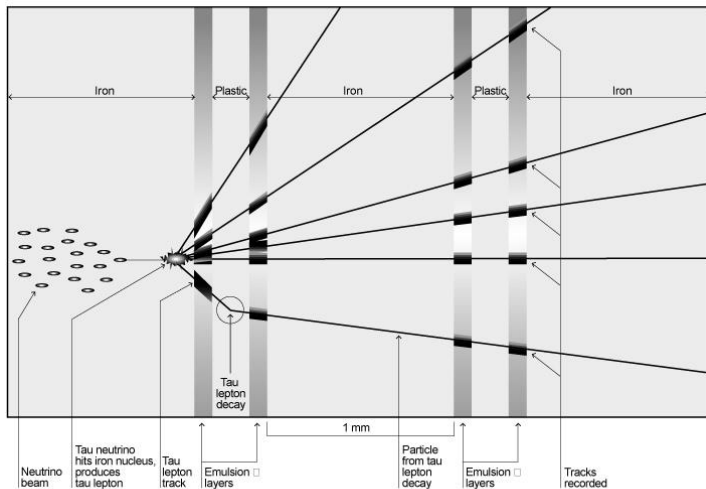 Iron
Plastic
Iron
Plastic
Iron
Tau
lepton
decay
1 mm
Neutrino
beam
Tau neutrino
hits iron nucleus,
produces
tau lepton
Tau
lepton
track
Emulsion □
layers
Particle
from tau
lepton
decay
Emulsion □
layers
Tracks
recorded